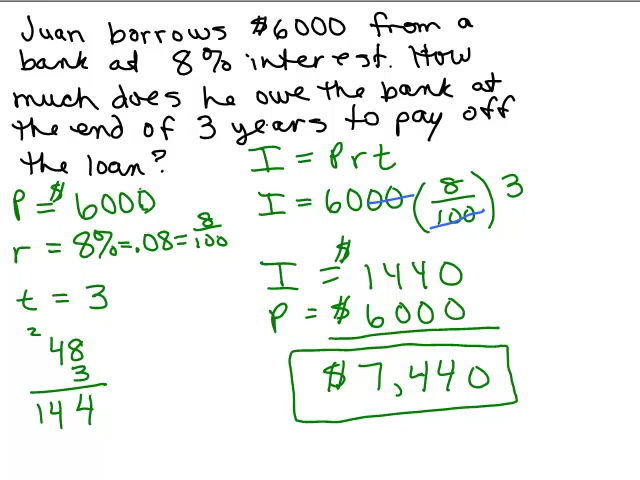 Juan borrows $6000 from a
bank at 8% interest. How
much does he owe the bank at
the end of 3 years to pay off
the loan?
I = Prt
P = $6000
I = 6000 (8/100) 3
r = 8% = .08 = 8/100
I = $1440
t = 3
P = $6000
2
48
3
144
$7,440